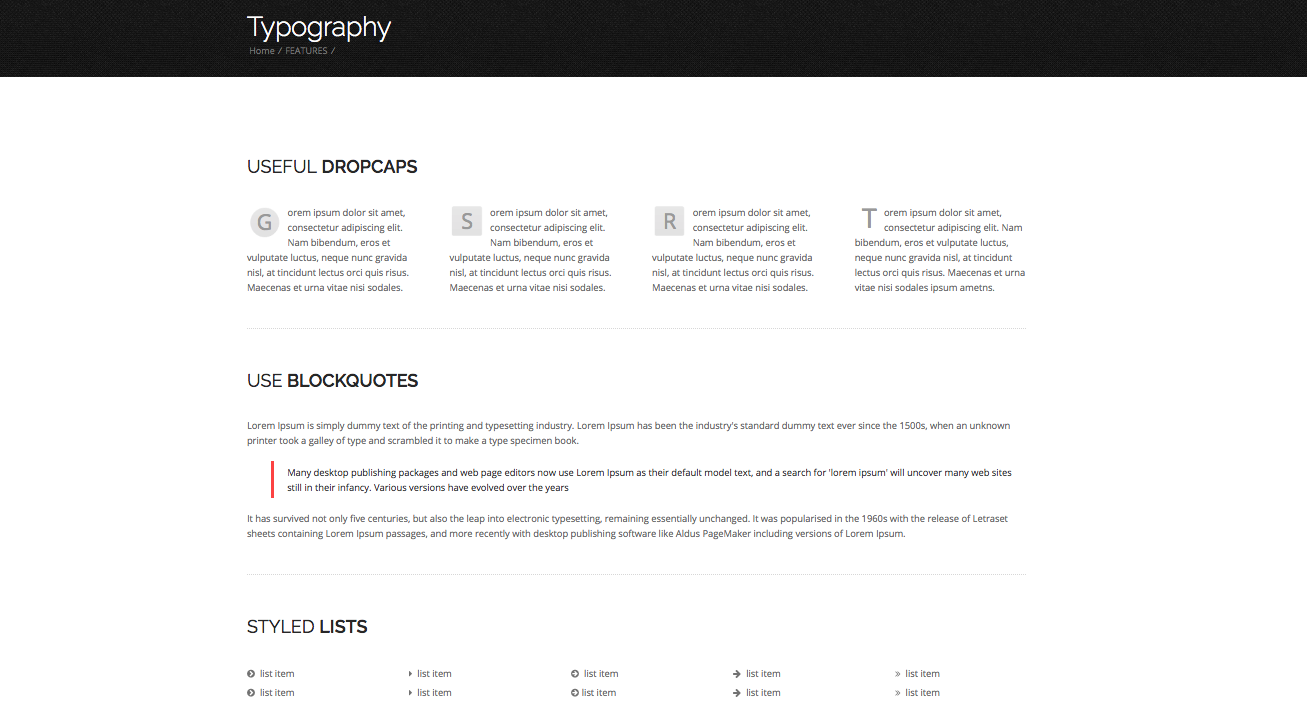 Typography
Home / FEATURES /
USEFUL DROPCAPS
G orem ipsum dolor sit amet,
consectetur adipiscing elit.
Nam bibendum, eros et
vulputate luctus, neque nunc gravida
nisl, at tincidunt lectus orci quis risus.
Maecenas et urna vitae nisi sodales.
S orem ipsum dolor sit amet,
consectetur adipiscing elit.
Nam bibendum, eros et
vulputate luctus, neque nunc gravida
nisl, at tincidunt lectus orci quis risus.
Maecenas et urna vitae nisi sodales.
R orem ipsum dolor sit amet,
consectetur adipiscing elit.
Nam bibendum, eros et
vulputate luctus, neque nunc gravida
nisl, at tincidunt lectus orci quis risus.
Maecenas et urna vitae nisi sodales.
T orem ipsum dolor sit amet,
consectetur adipiscing elit. Nam
bibendum, eros et vulputate luctus,
neque nunc gravida nisl, at tincidunt
lectus orci quis risus. Maecenas et urna
vitae nisi sodales ipsum ametns.
USE BLOCKQUOTES
Lorem Ipsum is simply dummy text of the printing and typesetting industry. Lorem Ipsum has been the industry's standard dummy text ever since the 1500s, when an unknown
printer took a galley of type and scrambled it to make a type specimen book.
Many desktop publishing packages and web page editors now use Lorem Ipsum as their default model text, and a search for 'lorem ipsum' will uncover many web sites
still in their infancy. Various versions have evolved over the years
It has survived not only five centuries, but also the leap into electronic typesetting, remaining essentially unchanged. It was popularised in the 1960s with the release of Letraset
sheets containing Lorem Ipsum passages, and more recently with desktop publishing software like Aldus PageMaker including versions of Lorem Ipsum.
STYLED LISTS
list item list item list item list item » list item
list item list item list item list item » list item